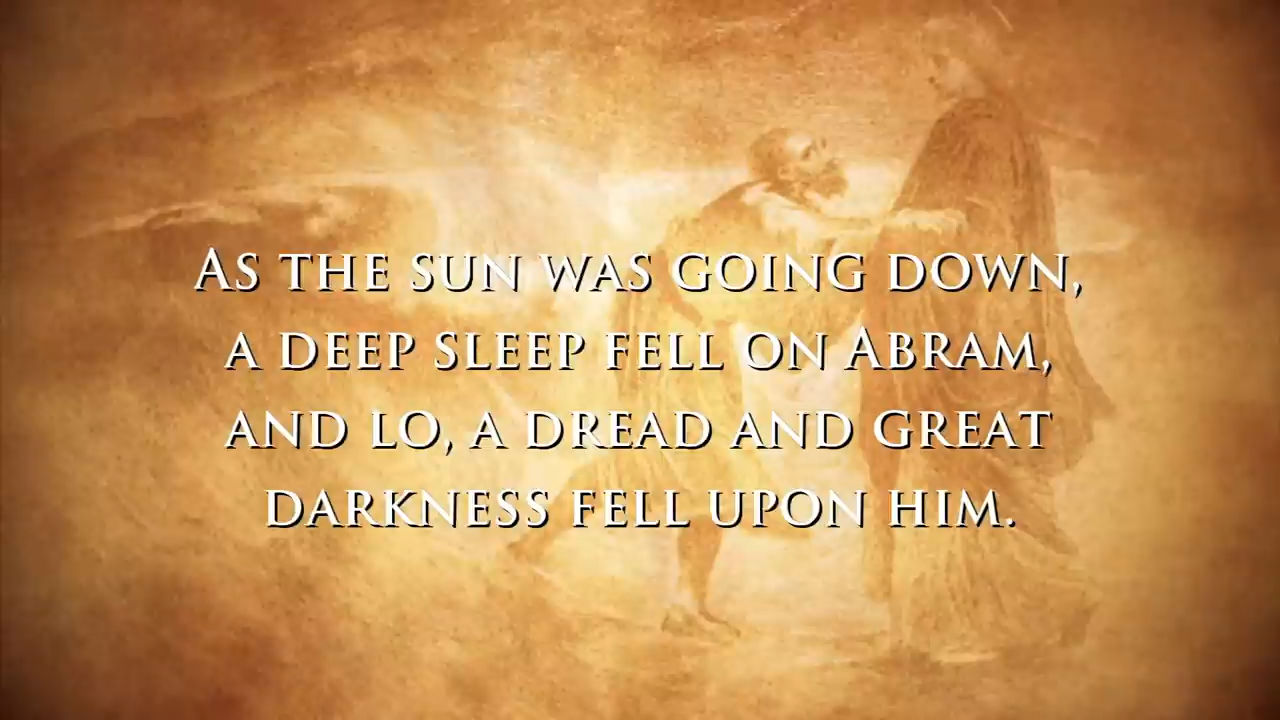 As the sun was going down,
a deep sleep fell on Abram,
and lo, a dread and great
darkness fell upon him.